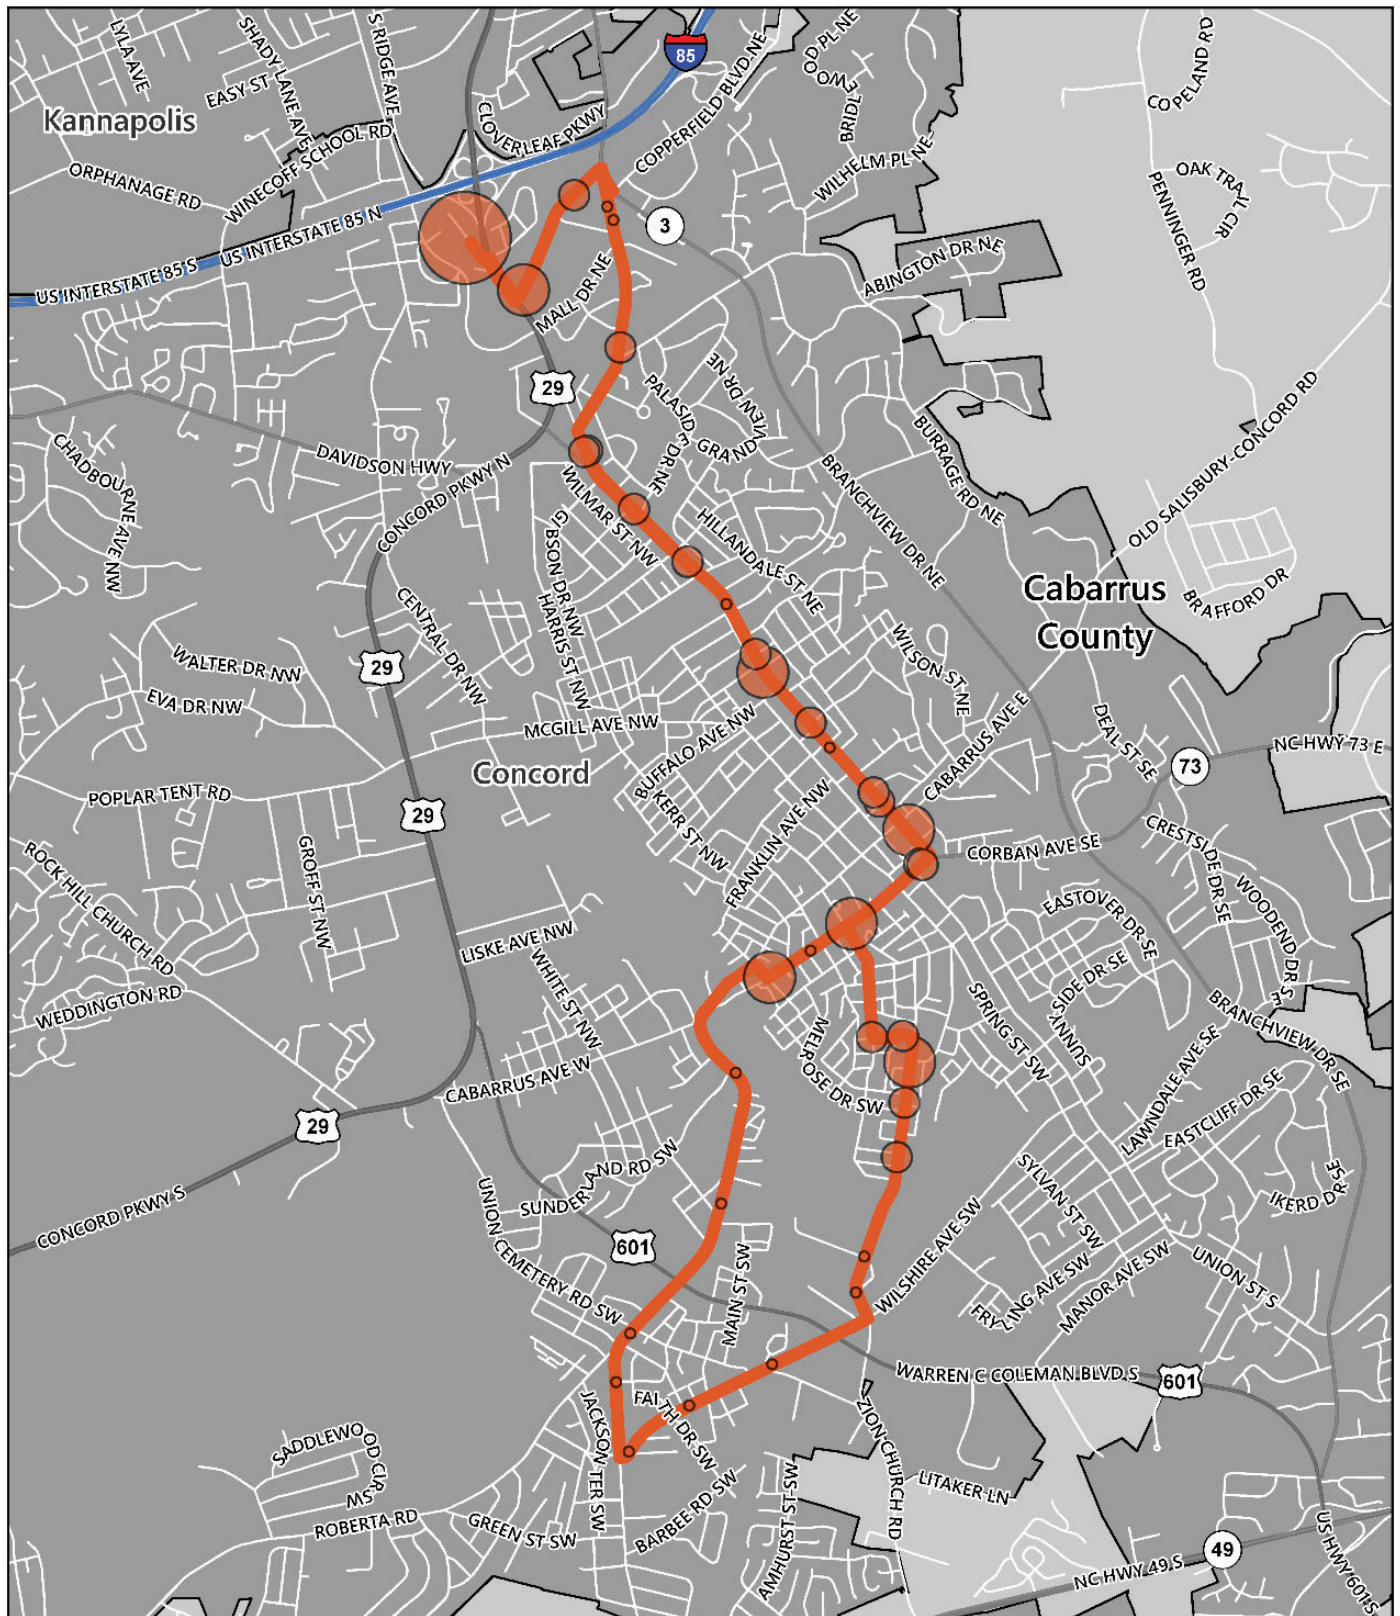 LYLA AVE
SHADY LANE AVE
S RIDGE AVE
EASY ST
Kannapolis
WINECOFF SCHOOL RD
ORPHANAGE RD
CLOVERLEAF PKWY
85
COPPERFIELD BLVD NE
BRIDLEWOOD PL NE
WILHELM PL NE
COPELAND RD
OAK TRAIL CIR
PENNINGER RD
US INTERSTATE 85 S
US INTERSTATE 85 N
3
ABINGTON DR NE
MALL DR NE
29
PALASIDE DR NE
GRAND VIEW DR NE
BURRAGE RD NE
OLD SALISBURY-CONCORD RD
CHADBOURNE AVE NW
DAVIDSON HWY
CONCORD PKWY N
WILMAR ST NW
GIBSON DR NW
HARRIS ST NW
HILLANDALE ST NE
BRANCHVIEW DR NE
Cabarrus
County
BRAFFORD DR
CENTRAL DR NW
WALTER DR NW
29
EVA DR NW
WILSON ST NE
MCGILL AVE NW
BUFFALO AVE NW
CABARRUS AVE E
DEAL ST SE
NC HWY 73 E
73
Concord
POPLAR TENT RD
29
KERR ST NW
FRANKLIN AVE NW
CORBAN AVE SE
CRESTSIDE DR SE
WOODEND DR SE
ROCK HILL CHURCH RD
GROFF ST NW
LISKE AVE NW
WHITE ST NW
EASTOVER DR SE
SUNNYSIDE DR SE
WEDDINGTON RD
SPRING ST SW
BRANCHVIEW DR SE
MELROSE DR SW
CABARRUS AVE W
29
LAWNDALE AVE SE
EASTCLIFF DR SE
CONCORD PKWY S
SUNDERLAND RD SW
UNION CEMETERY RD SW
601
SYLVAN ST SW
IKERD DR SE
WILSHIRE AVE SW
MAIN ST SW
FRYLING AVE SW
MANOR AVE SW
UNION ST S
WARREN C COLEMAN BLVD S
601
FAITH DR SW
JACKSON TER SW
ZION CHURCH RD
SADDLEWOOD CIR SW
ROBERTA RD
GREEN ST SW
BARBEE RD SW
AMHURST ST SW
LITAKER LN
49
NC HWY 49 S
US HWY 601 S